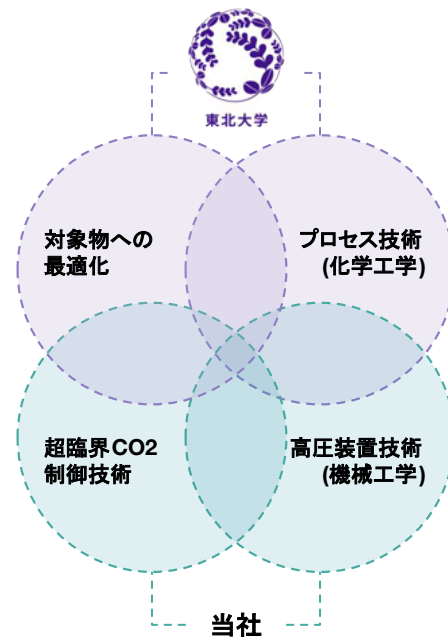 東北大学
対象物への
最適化
プロセス技術
(化学工学)
超臨界CO2
制御技術
高圧装置技術
(機械工学)
当社